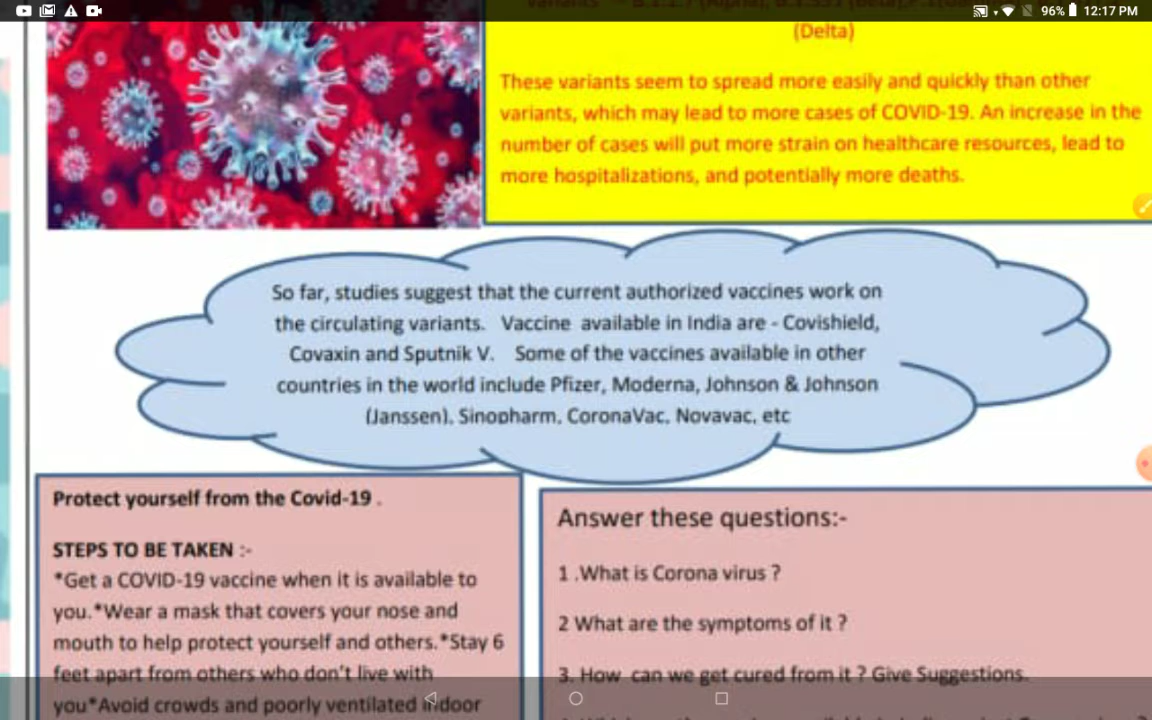 96% 12:17 PM
(Delta)
These variants seem to spread more easily and quickly than other
variants, which may lead to more cases of COVID-19. An increase in the
number of cases will put more strain on healthcare resources, lead to
more hospitalizations, and potentially more deaths.
So far, studies suggest that the current authorized vaccines work on
the circulating variants. Vaccine available in India are - Covishield,
Covaxin and Sputnik V. Some of the vaccines available in other
countries in the world include Pfizer, Moderna, Johnson & Johnson
(Janssen), Sinopharm, CoronaVac, Novavac, etc
Protect yourself from the Covid-19 .
STEPS TO BE TAKEN :-
*Get a COVID-19 vaccine when it is available to
you.*Wear a mask that covers your nose and
mouth to help protect yourself and others.*Stay 6
feet apart from others who don't live with
you*Avoid crowds and poorly ventilated indoor
Answer these questions:-
1 .What is Corona virus ?
2 What are the symptoms of it ?
3. How can we get cured from it ? Give Suggestions.